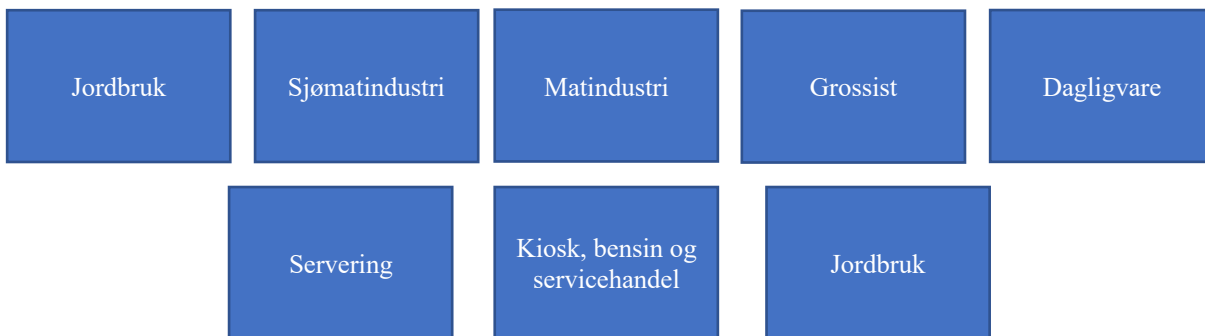 Jordbruk
Sjømatindustri
Matindustri
Grossist
Dagligvare
Servering
Kiosk, bensin og
servicehandel
Jordbruk